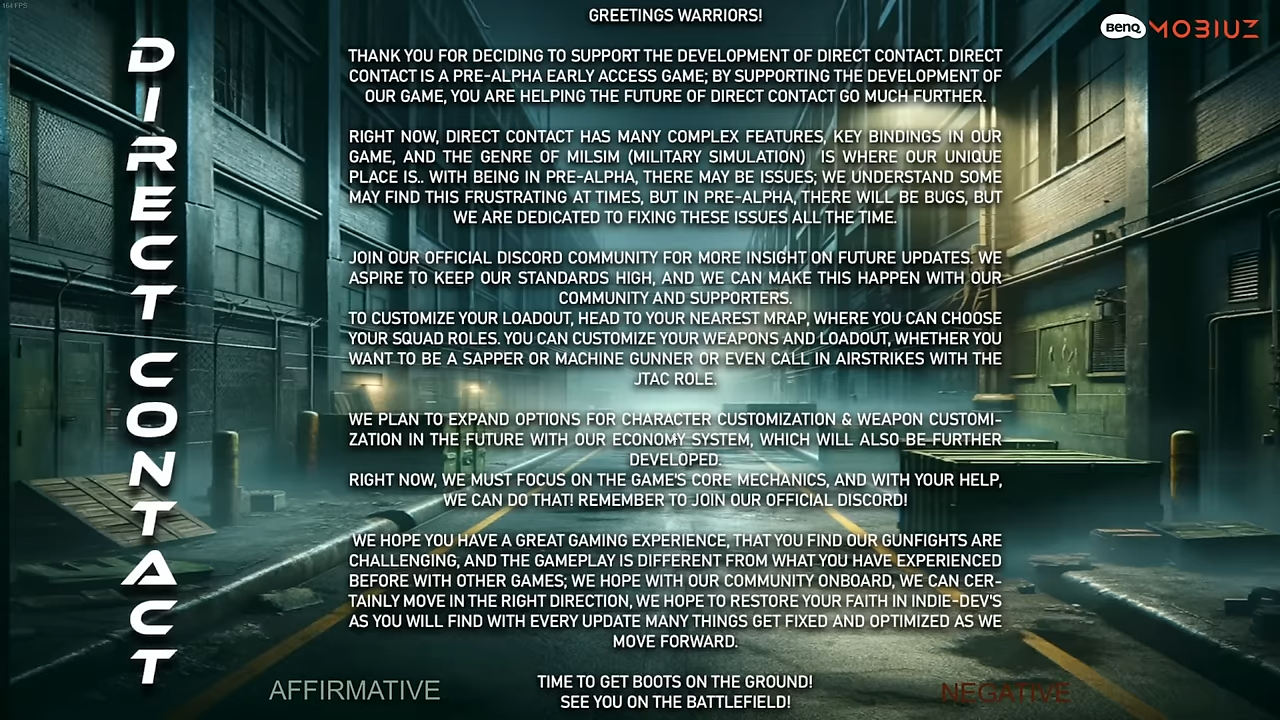 164 FPS
GREETINGS WARRIORS!
BenQ MOBIUZ
THANK YOU FOR DECIDING TO SUPPORT THE DEVELOPMENT OF DIRECT CONTACT. DIRECT
CONTACT IS A PRE-ALPHA EARLY ACCESS GAME; BY SUPPORTING THE DEVELOPMENT OF
OUR GAME, YOU ARE HELPING THE FUTURE OF DIRECT CONTACT GO MUCH FURTHER.
RIGHT NOW, DIRECT CONTACT HAS MANY COMPLEX FEATURES, KEY BINDINGS IN OUR
GAME, AND THE GENRE OF MILSIM (MILITARY SIMULATION) IS WHERE OUR UNIQUE
PLACE IS.. WITH BEING IN PRE-ALPHA, THERE MAY BE ISSUES; WE UNDERSTAND SOME
MAY FIND THIS FRUSTRATING AT TIMES, BUT IN PRE-ALPHA, THERE WILL BE BUGS, BUT
WE ARE DEDICATED TO FIXING THESE ISSUES ALL THE TIME.
JOIN OUR OFFICIAL DISCORD COMMUNITY FOR MORE INSIGHT ON FUTURE UPDATES. WE
ASPIRE TO KEEP OUR STANDARDS HIGH, AND WE CAN MAKE THIS HAPPEN WITH OUR
COMMUNITY AND SUPPORTERS.
TO CUSTOMIZE YOUR LOADOUT, HEAD TO YOUR NEAREST MRAP, WHERE YOU CAN CHOOSE
YOUR SQUAD ROLES. YOU CAN CUSTOMIZE YOUR WEAPONS AND LOADOUT, WHETHER YOU
WANT TO BE A SAPPER OR MACHINE GUNNER OR EVEN CALL IN AIRSTRIKES WITH THE
JTAC ROLE.
WE PLAN TO EXPAND OPTIONS FOR CHARACTER CUSTOMIZATION & WEAPON CUSTOMI-
ZATION IN THE FUTURE WITH OUR ECONOMY SYSTEM, WHICH WILL ALSO BE FURTHER
DEVELOPED.
RIGHT NOW, WE MUST FOCUS ON THE GAME'S CORE MECHANICS, AND WITH YOUR HELP,
WE CAN DO THAT! REMEMBER TO JOIN OUR OFFICIAL DISCORD!
WE HOPE YOU HAVE A GREAT GAMING EXPERIENCE, THAT YOU FIND OUR GUNFIGHTS ARE
CHALLENGING, AND THE GAMEPLAY IS DIFFERENT FROM WHAT YOU HAVE EXPERIENCED
BEFORE WITH OTHER GAMES; WE HOPE WITH OUR COMMUNITY ONBOARD, WE CAN CER-
TAINLY MOVE IN THE RIGHT DIRECTION, WE HOPE TO RESTORE YOUR FAITH IN INDIE-DEV'S
AS YOU WILL FIND WITH EVERY UPDATE MANY THINGS GET FIXED AND OPTIMIZED AS WE
MOVE FORWARD.
TIME TO GET BOOTS ON THE GROUND!
SEE YOU ON THE BATTLEFIELD!
DIRECT CONTACT
AFFIRMATIVE
NEGATIVE